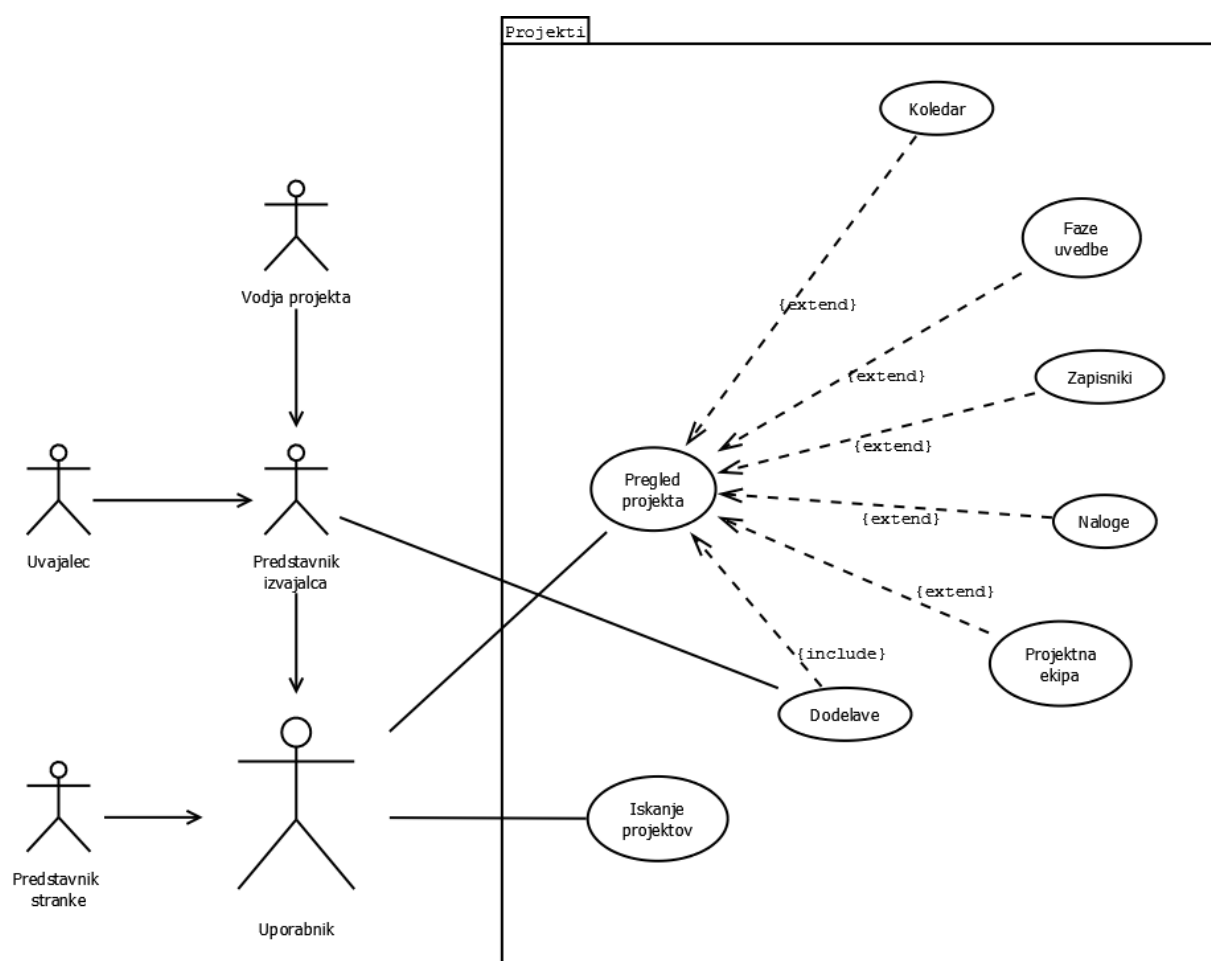 Projekti
Koledar
Faze
uvedbe
Vodja projekta
{extend}
{extend}
Zapisniki
{extend}
Pregled
projekta
{extend}
Naloge
Uvajalec
Predstavnik
izvajalca
{extend}
{include}
Projektna
ekipa
Dodelave
Iskanje
projektov
Predstavnik
stranke
Uporabnik